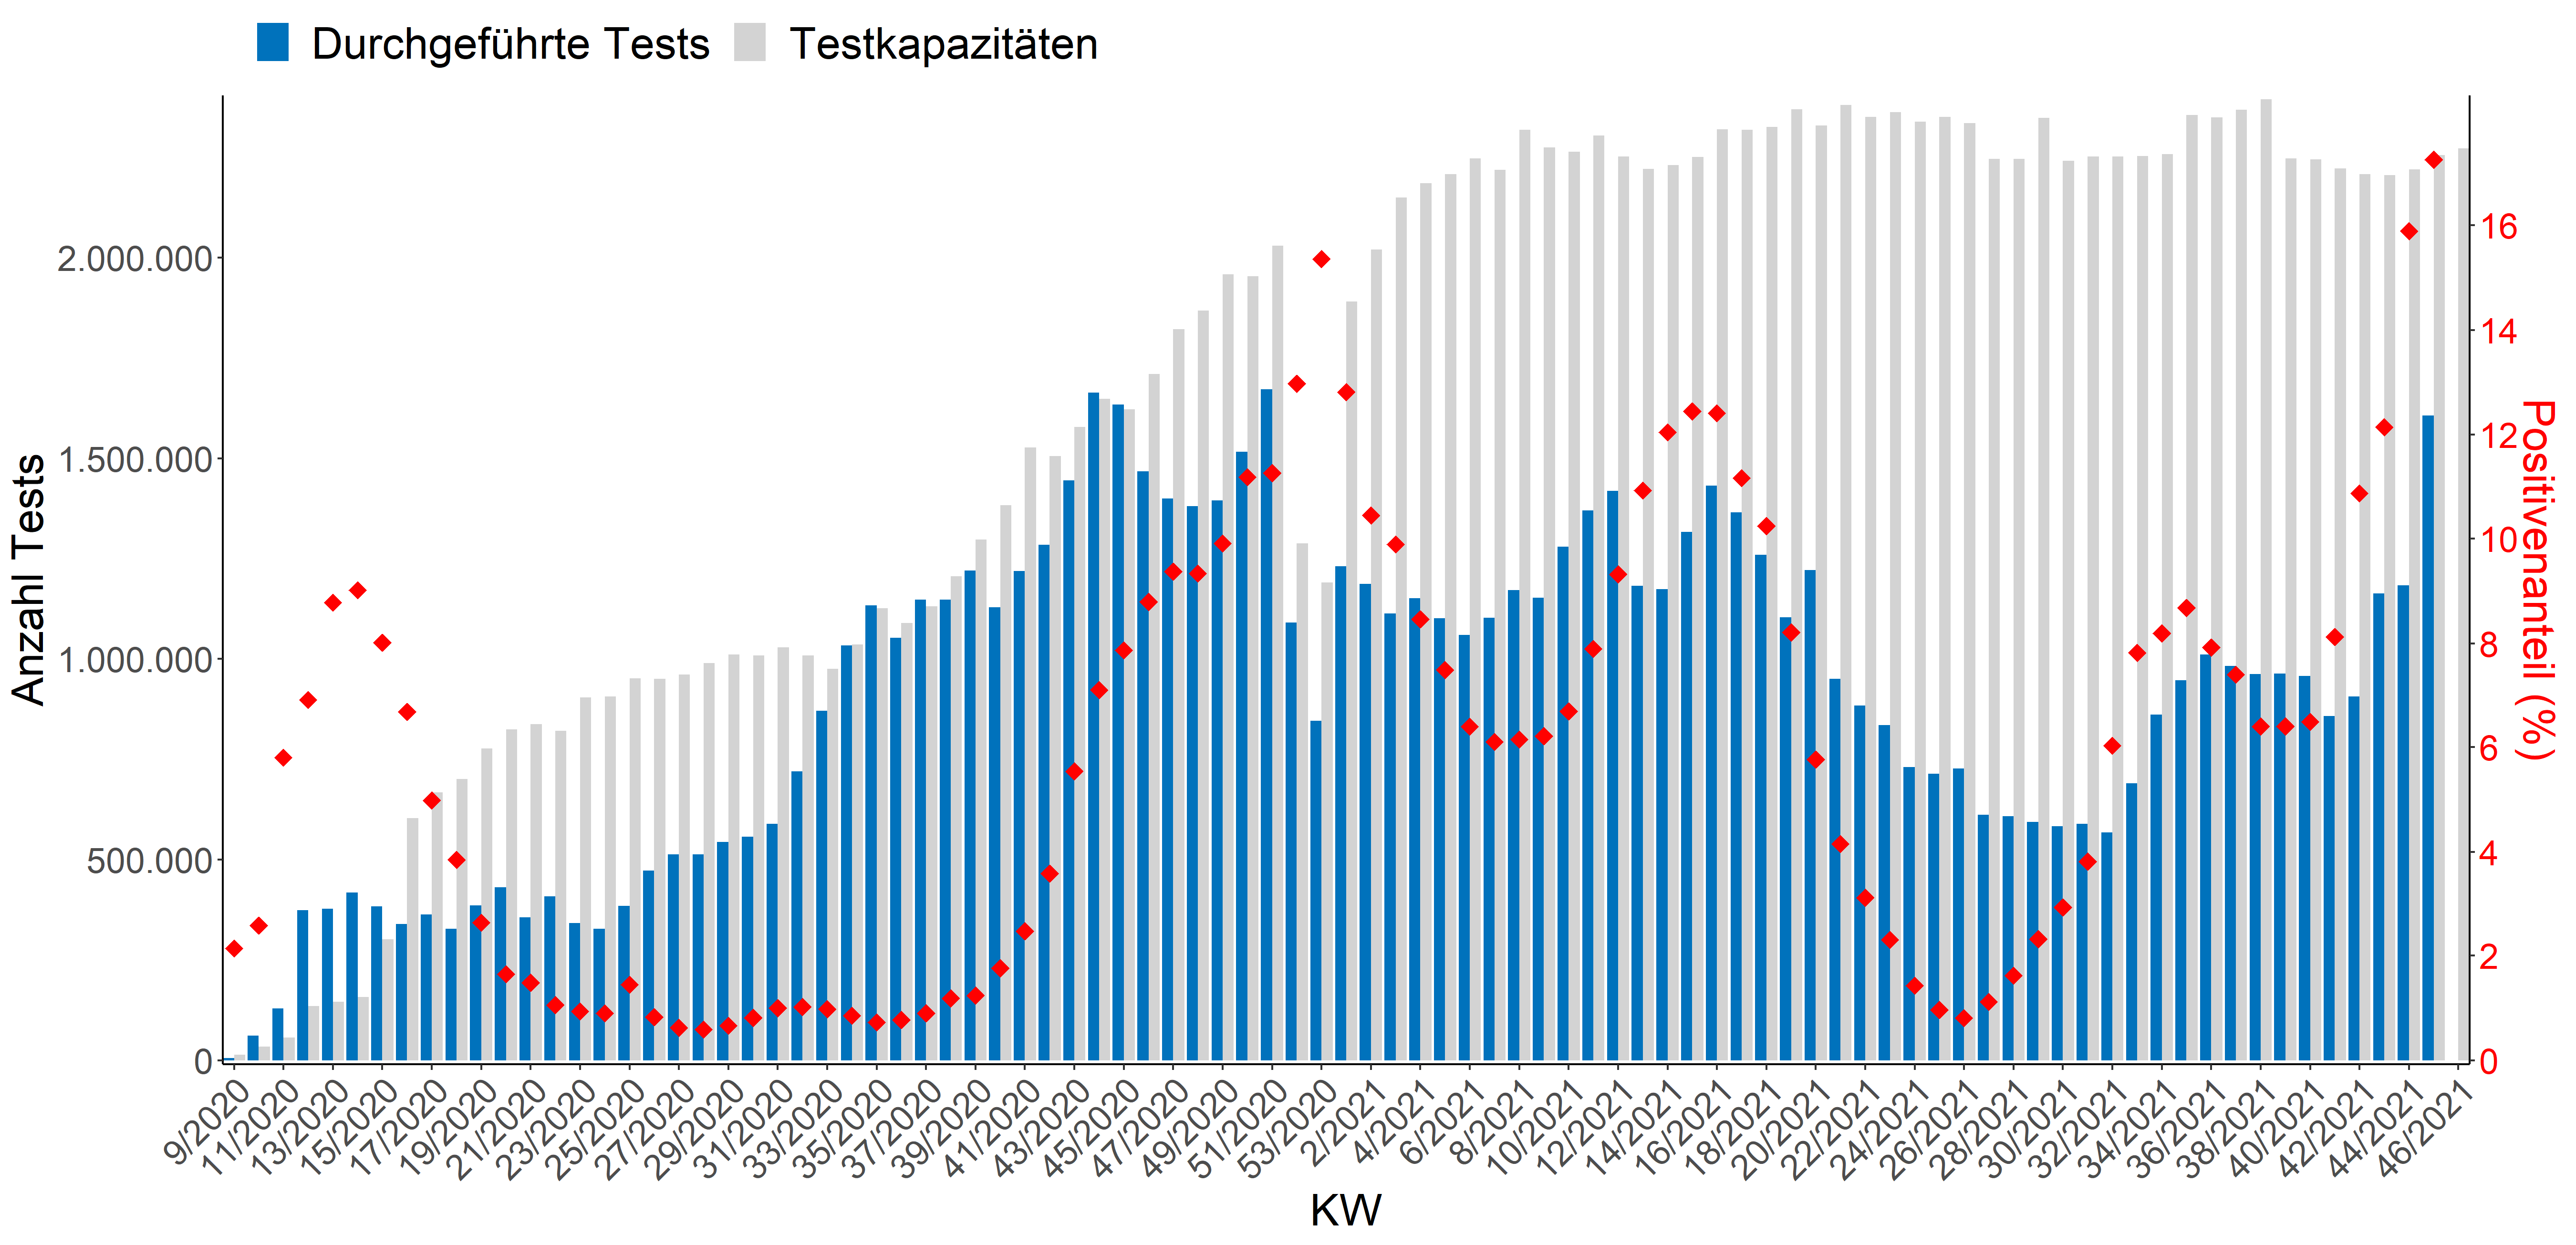 Durchgeführte Tests Testkapazitäten
Anzahl Tests
2.000.000
1.500.000
1.000.000
500.000
0
16
14
12
10
8
6
4
2
0
Positivenanteil (%)
9/2020 11/2020 13/2020 15/2020 17/2020 19/2020 21/2020 23/2020 25/2020 27/2020 29/2020 31/2020 33/2020 35/2020 37/2020 39/2020 41/2020 43/2020 45/2020 47/2020 49/2020 51/2020 53/2020 2/2021 4/2021 6/2021 8/2021 10/2021 12/2021 14/2021 16/2021 18/2021 20/2021 22/2021 24/2021 26/2021 28/2021 30/2021 32/2021 34/2021 36/2021 38/2021 40/2021 42/2021 44/2021 46/2021
KW